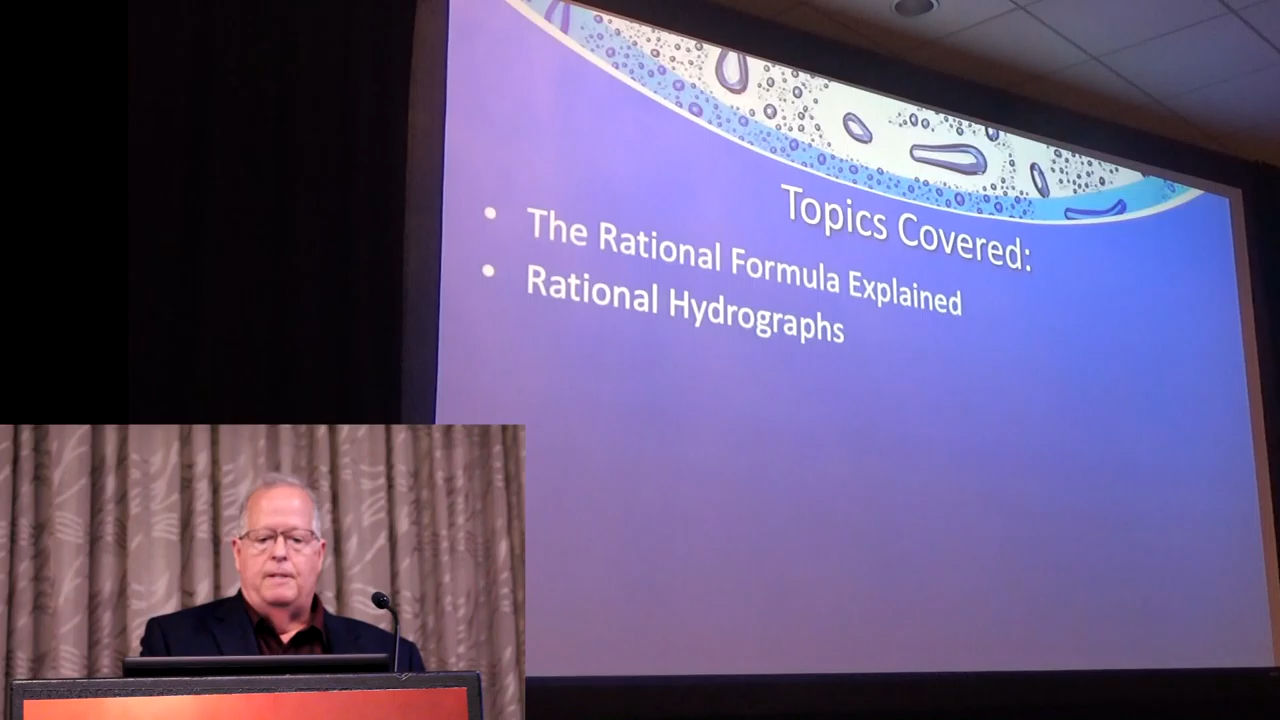 Topics Covered:
• The Rational Formula Explained
• Rational Hydrographs